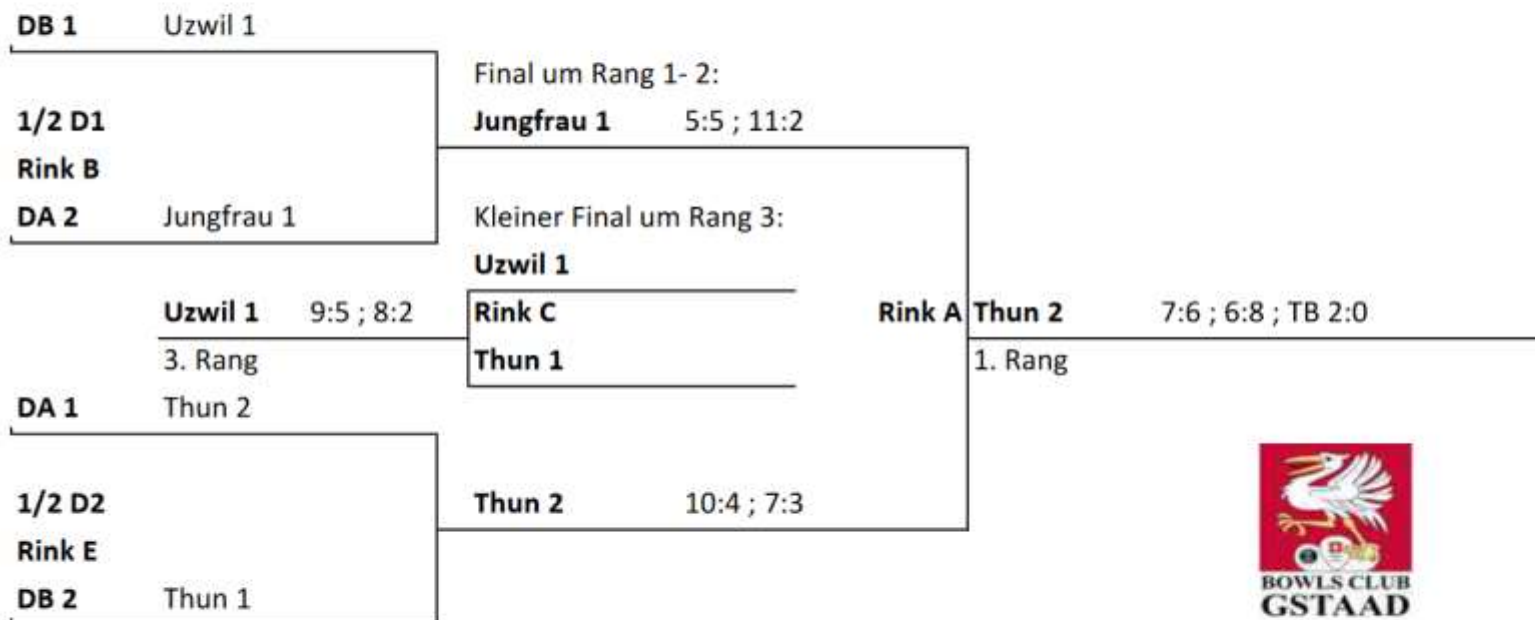 DB 1 Uzwil 1
Final um Rang 1- 2:
1/2 D1 Jungfrau 1 5:5 ; 11:2
Rink B
DA 2 Jungfrau 1 Kleiner Final um Rang 3:
Uzwil 1
Uzwil 1 9:5 ; 8:2 Rink C Rink A Thun 2 7:6 ; 6:8 ; TB 2:0
3. Rang Thun 1 1. Rang
DA 1 Thun 2
1/2 D2 Thun 2 10:4 ; 7:3
Rink E
DB 2 Thun 1
BOWLS CLUB
GSTAAD